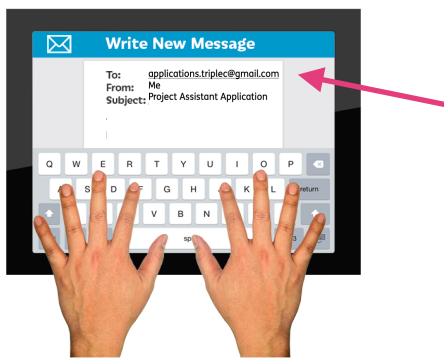 Write New Message
To: applications.triplec@gmail.com
From: Me
Subject: Project Assistant Application
Q W E R T Y U I O P
A S D F G H K L return
V B N